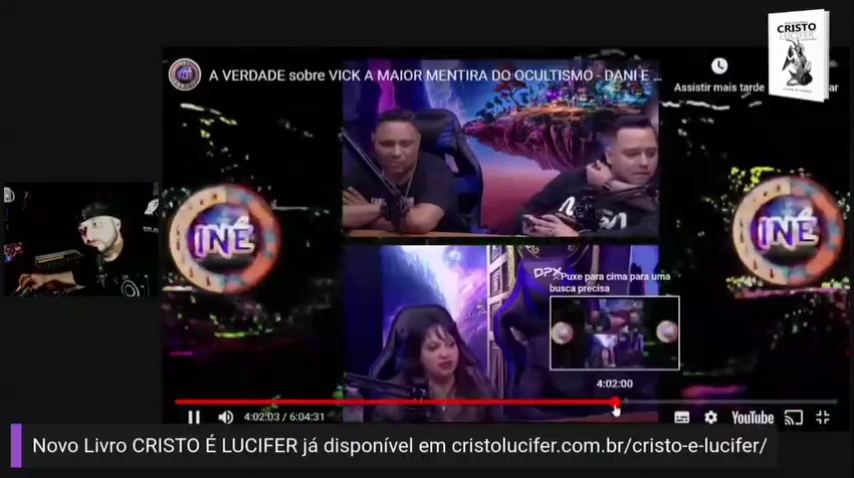 CRISTO
A VERDADE sobre VICK A MAIOR MENTIRA DO OCULTISMO - DANI E ...
Assistir mais tarde
INÉ
INÉ
DPX
Puxe para cima para uma
busca precisa
4:02:00
4:02:03 / 6:04:31
YouTube
Novo Livro CRISTO É LUCIFER já disponível em cristolucifer.com.br/cristo-e-lucifer/